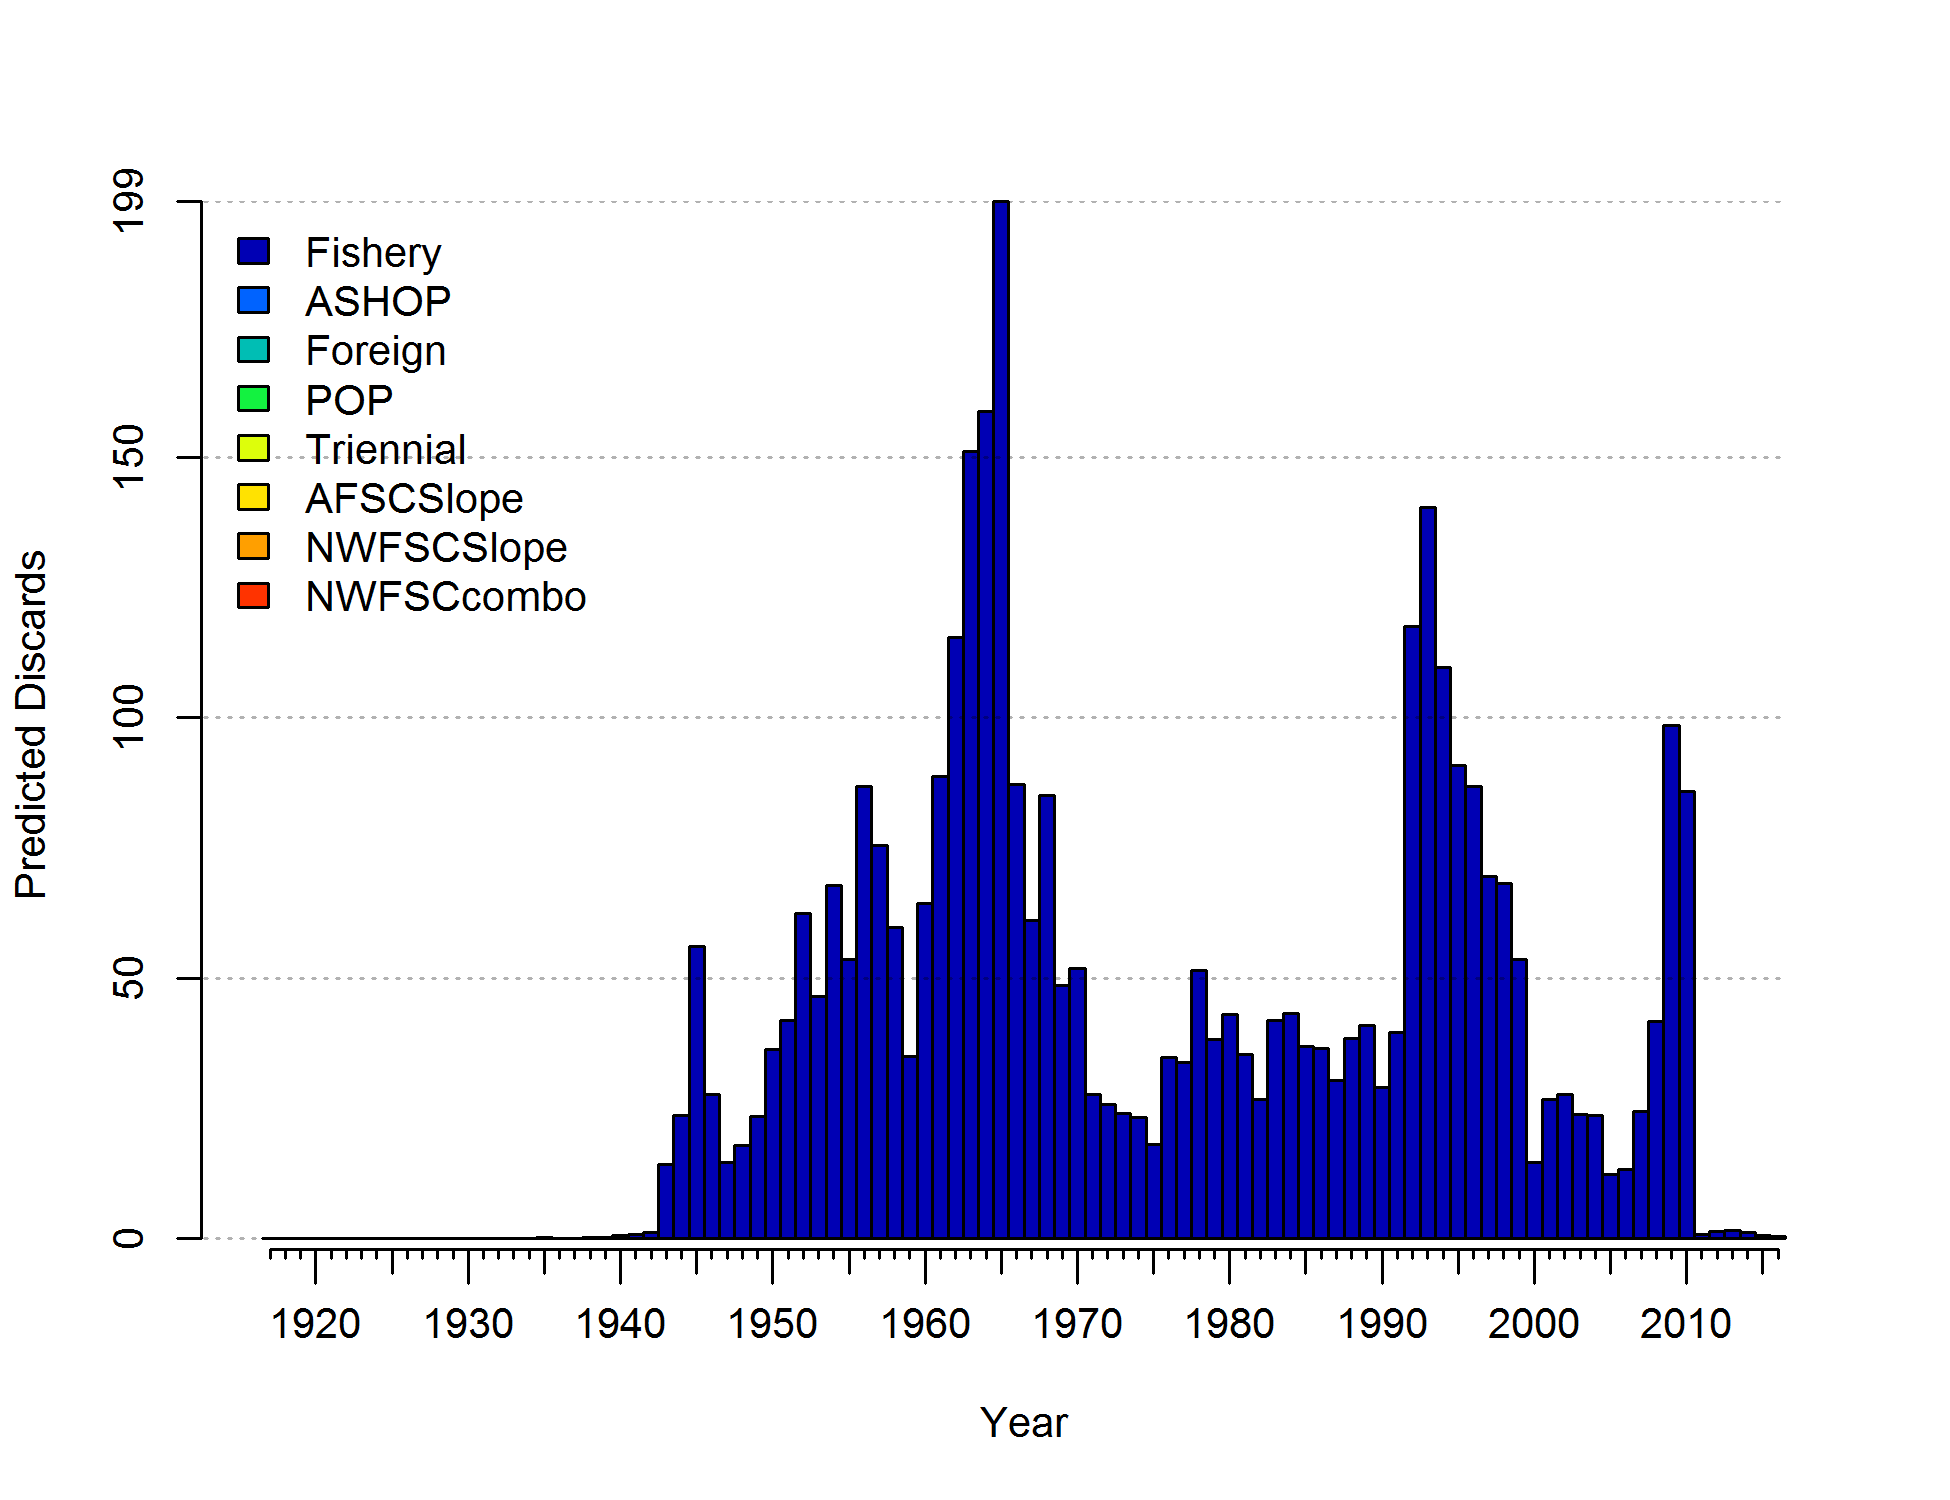 199
150
100
50
0
Predicted Discards
Fishery
ASHOP
Foreign
POP
Triennial
AFSCSlope
NWFSCSlope
NWFSCcombo
1920 1930 1940 1950 1960 1970 1980 1990 2000 2010
Year